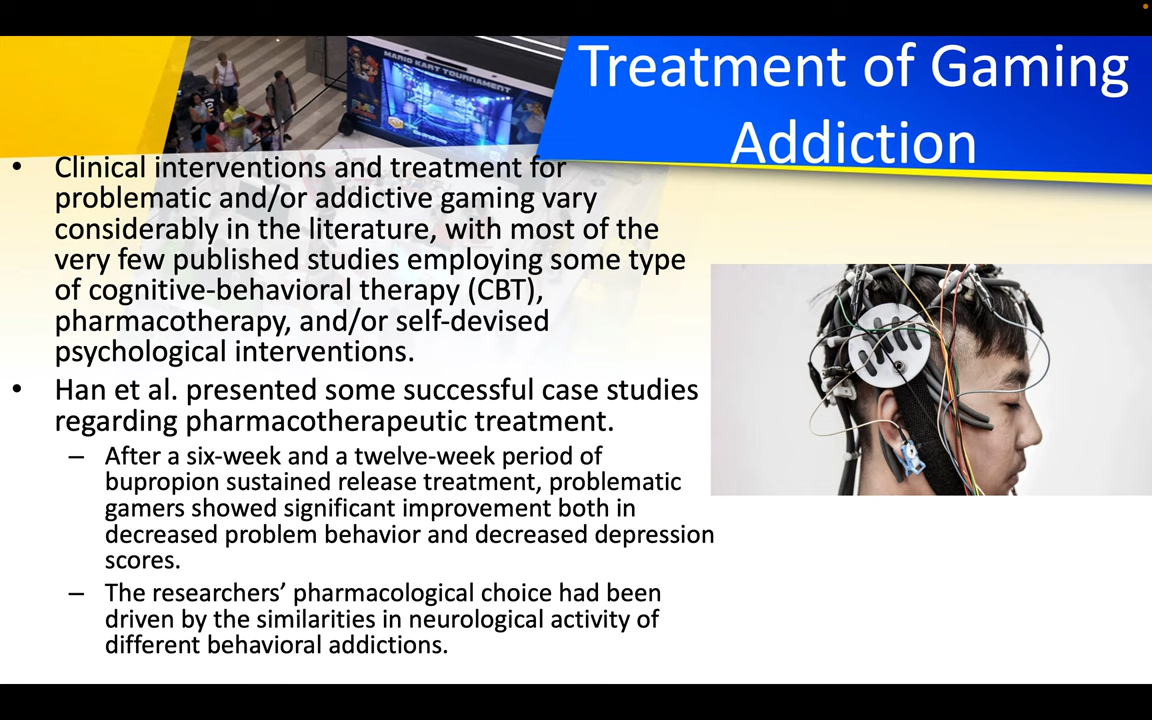 MARIO KART TOURNAMENT
Treatment of Gaming
Addiction
• Clinical interventions and treatment for
problematic and/or addictive gaming vary
considerably in the literature, with most of the
very few published studies employing some type
of cognitive-behavioral therapy (CBT),
pharmacotherapy, and/or self-devised
psychological interventions.
• Han et al. presented some successful case studies
regarding pharmacotherapeutic treatment.
– After a six-week and a twelve-week period of
bupropion sustained release treatment, problematic
gamers showed significant improvement both in
decreased problem behavior and decreased depression
scores.
– The researchers’ pharmacological choice had been
driven by the similarities in neurological activity of
different behavioral addictions.